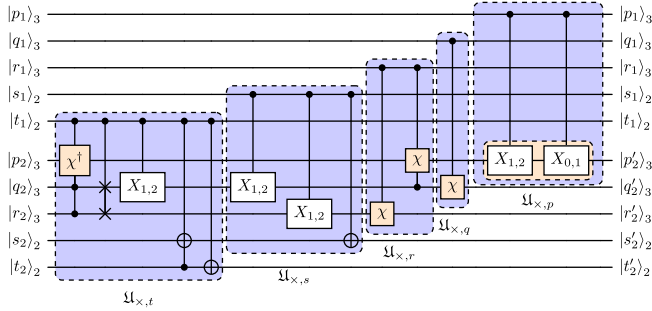 |p₁⟩₃ |p₁⟩₃
|q₁⟩₃ |q₁⟩₃
|r₁⟩₃ |r₁⟩₃
|s₁⟩₂ |s₁⟩₂
|t₁⟩₂ |t₁⟩₂
|p₂⟩₃ χ† χ X₁,₂ X₀,₁ |p′₂⟩₃
|q₂⟩₃ X₁,₂ X₁,₂ χ |q′₂⟩₃
𝔘×,p
|r₂⟩₃ X₁,₂ χ |r′₂⟩₃
𝔘×,q
|s₂⟩₂ |s′₂⟩₂
𝔘×,r
|t₂⟩₂ |t′₂⟩₂
𝔘×,s
𝔘×,t